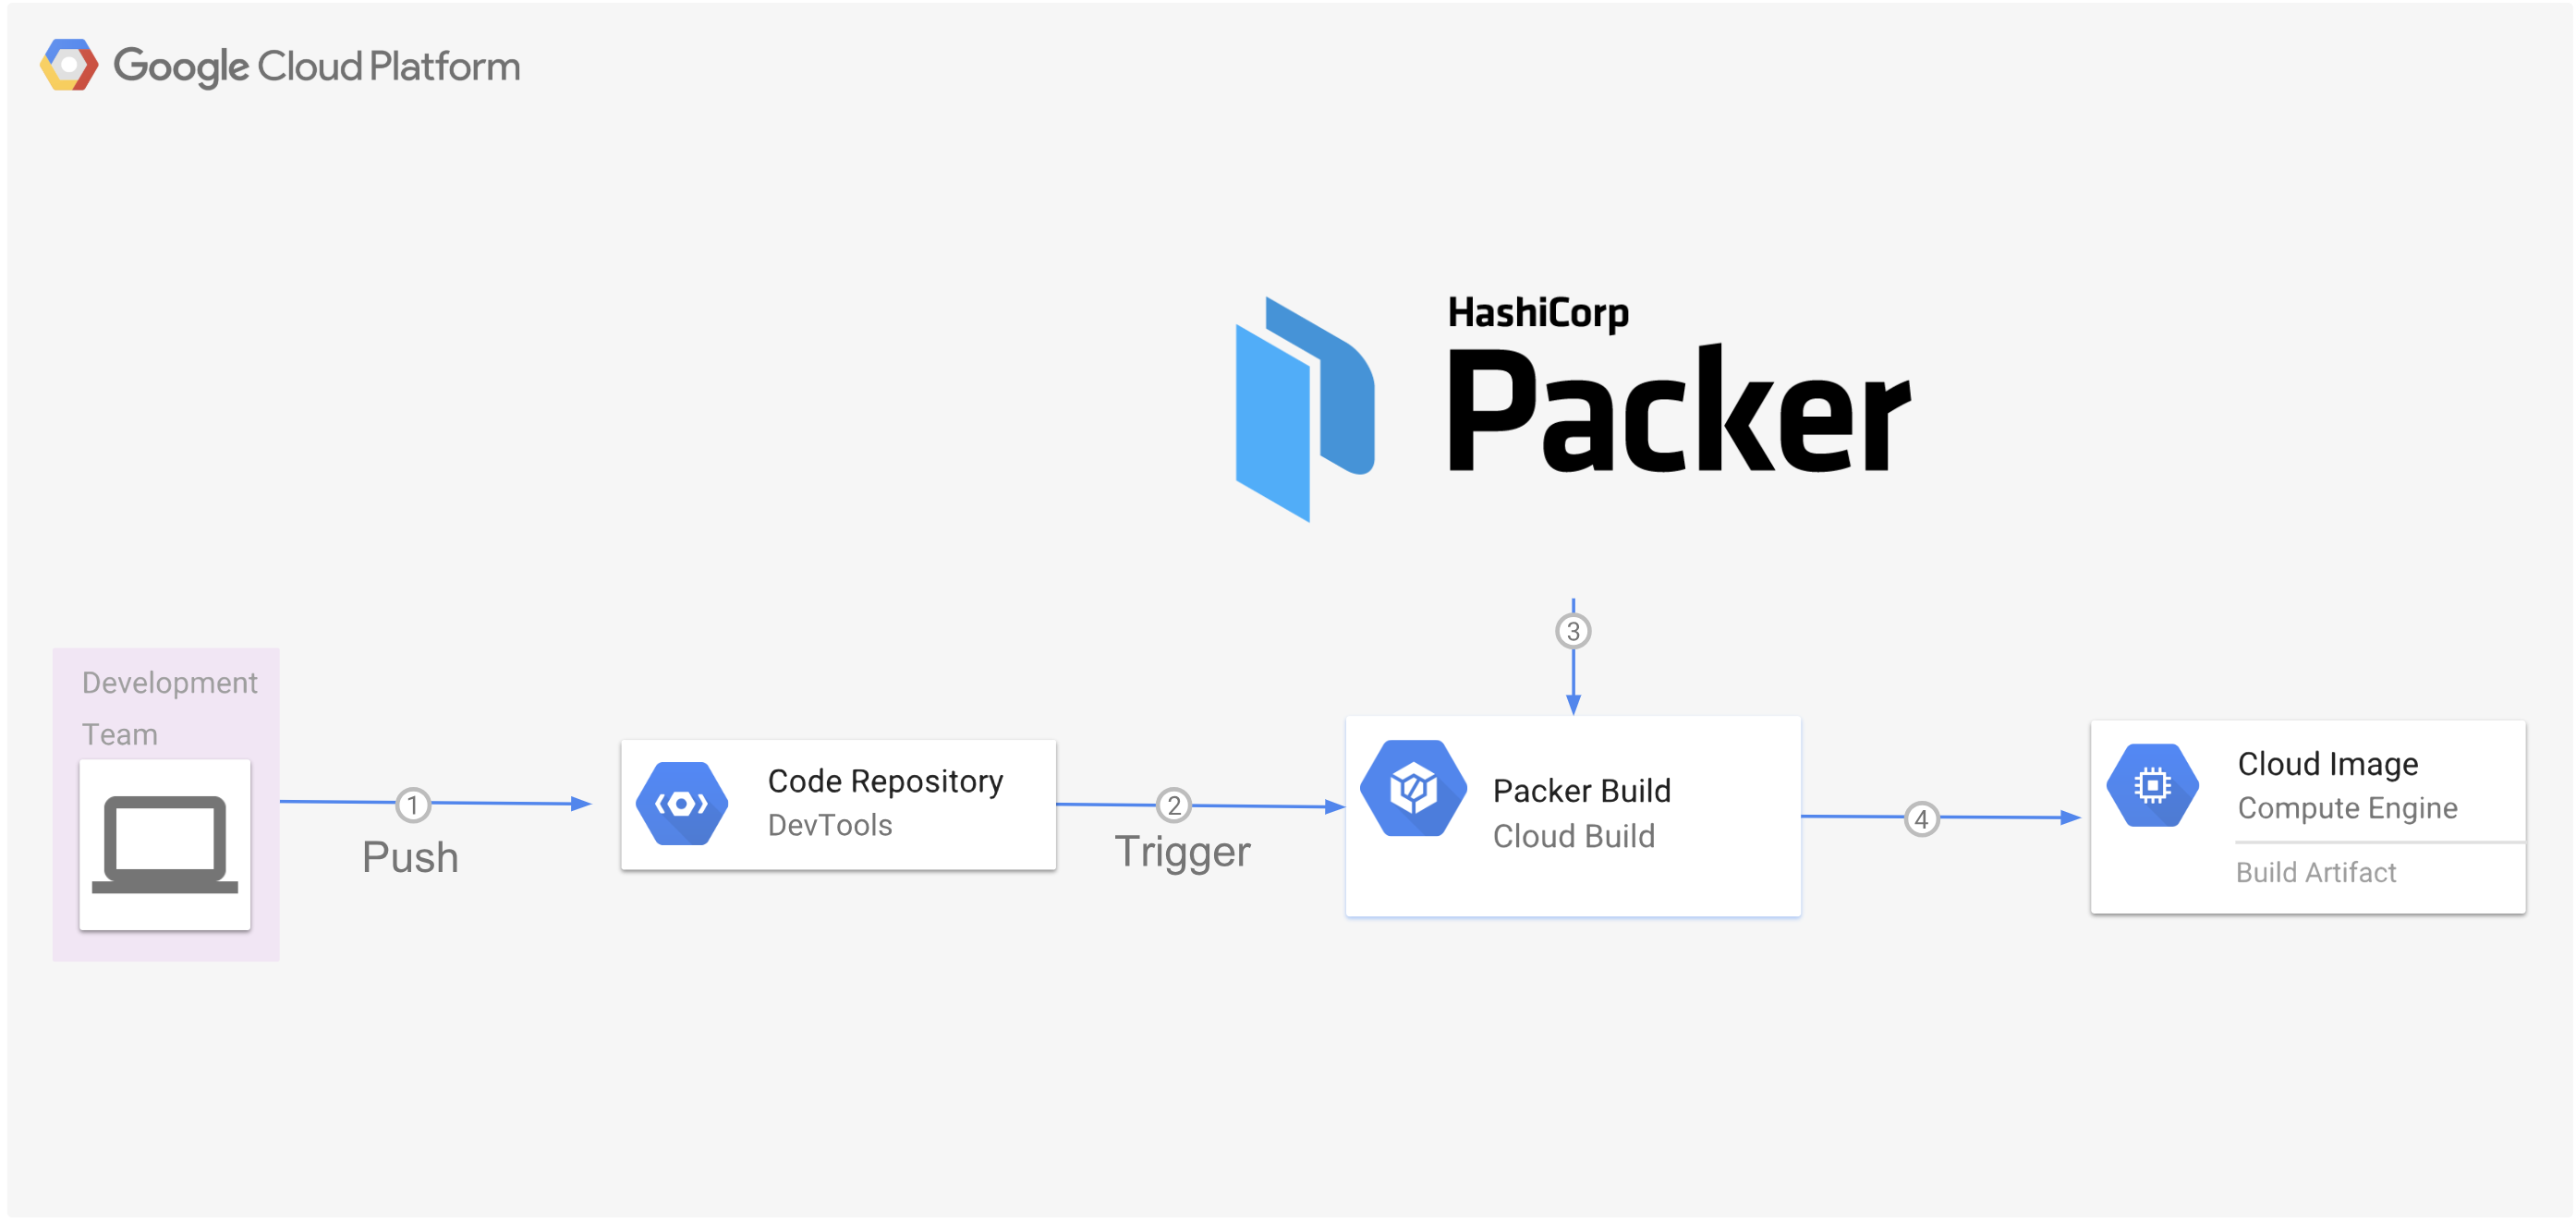 Google Cloud Platform
HashiCorp
Packer
3
Development
Team
1
Push
Code Repository
DevTools
2
Trigger
Packer Build
Cloud Build
4
Cloud Image
Compute Engine
Build Artifact